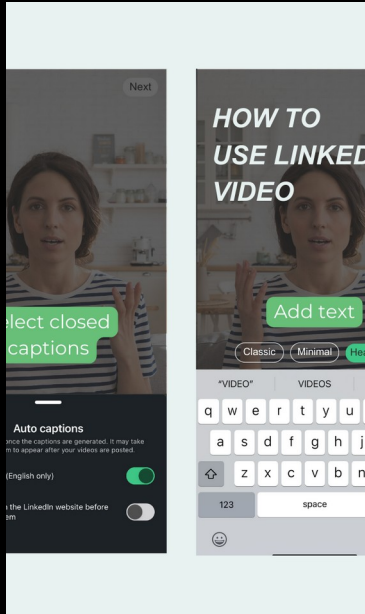 Next
elect closed
captions
Auto captions
once the captions are generated. It may take
to appear after your videos are posted.
(English only)
the LinkedIn website before
HOW TO
USE LINKED
VIDEO
Add text
Classic
Minimal
Hea
"VIDEO"
VIDEOS
q w e r t y u
a s d f g h j
z x c v b n
123
space